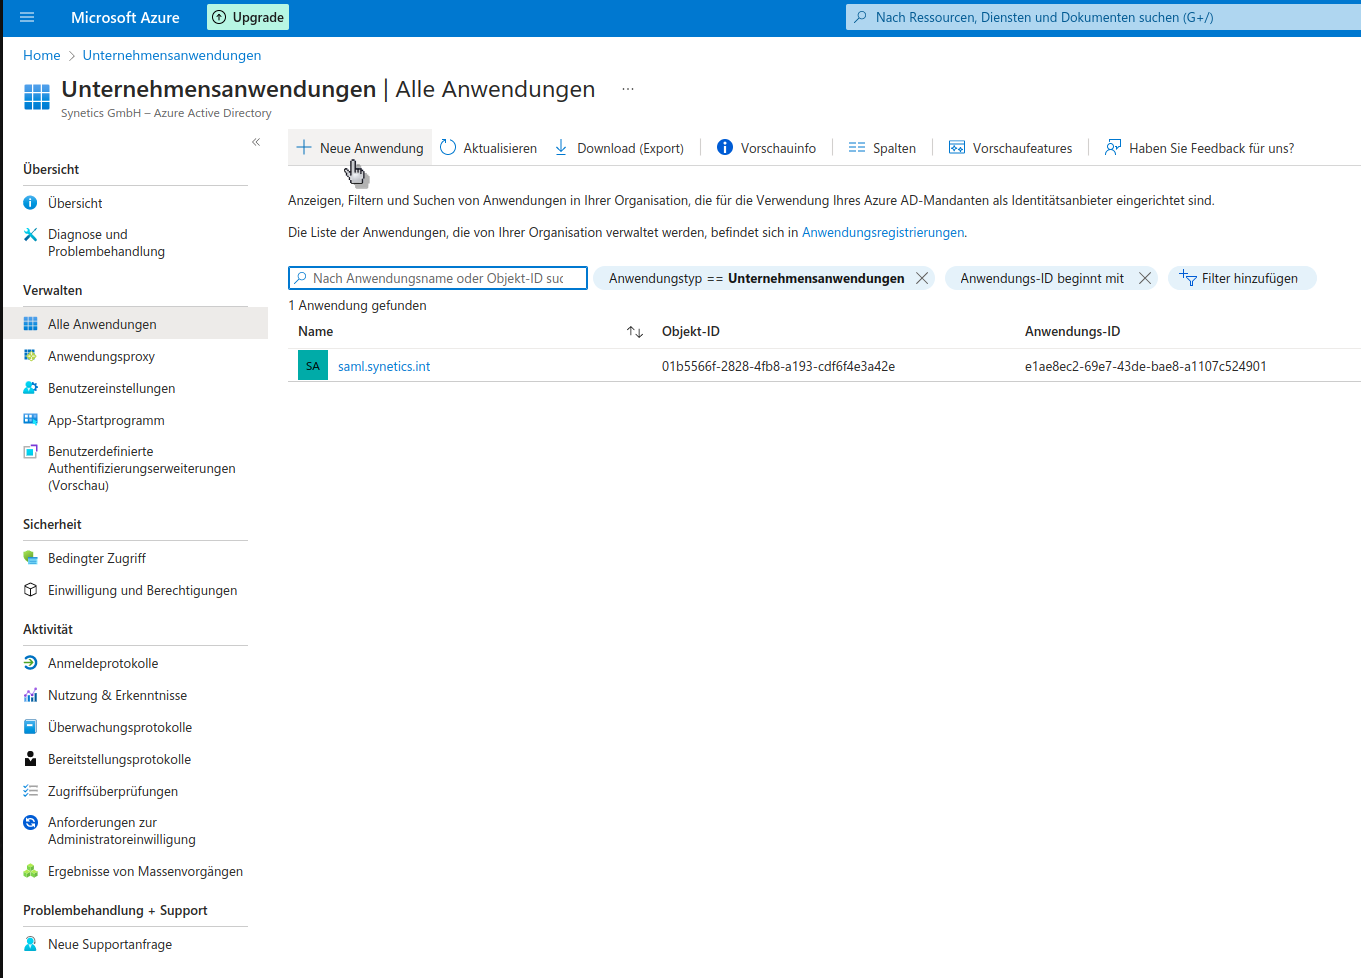 Microsoft Azure
Upgrade
Nach Ressourcen, Diensten und Dokumenten suchen (G+/)
Home > Unternehmensanwendungen
Unternehmensanwendungen | Alle Anwendungen ...
Synetics GmbH – Azure Active Directory
«
Übersicht
Übersicht
Diagnose und
Problembehandlung
Verwalten
Alle Anwendungen
Anwendungsproxy
Benutzereinstellungen
App-Startprogramm
Benutzerdefinierte
Authentifizierungserweiterungen
(Vorschau)
Sicherheit
Bedingter Zugriff
Einwilligung und Berechtigungen
Aktivität
Anmeldeprotokolle
Nutzung & Erkenntnisse
Überwachungsprotokolle
Bereitstellungsprotokolle
Zugriffsüberprüfungen
Anforderungen zur
Administratoreinwilligung
Ergebnisse von Massenvorgängen
Problembehandlung + Support
Neue Supportanfrage
Neue Anwendung
Aktualisieren
Download (Export)
Vorschauinfo
Spalten
Vorschaufeatures
Haben Sie Feedback für uns?
Anzeigen, Filtern und Suchen von Anwendungen in Ihrer Organisation, die für die Verwendung Ihres Azure AD-Mandanten als Identitätsanbieter eingerichtet sind.
Die Liste der Anwendungen, die von Ihrer Organisation verwaltet werden, befindet sich in Anwendungsregistrierungen.
Nach Anwendungsname oder Objekt-ID suc
Anwendungstyp == Unternehmensanwendungen
Anwendungs-ID beginnt mit
Filter hinzufügen
1 Anwendung gefunden
Name
Objekt-ID
Anwendungs-ID
SA
saml.synetics.int
01b5566f-2828-4fb8-a193-cdf6f4e3a42e
e1ae8ec2-69e7-43de-bae8-a1107c524901